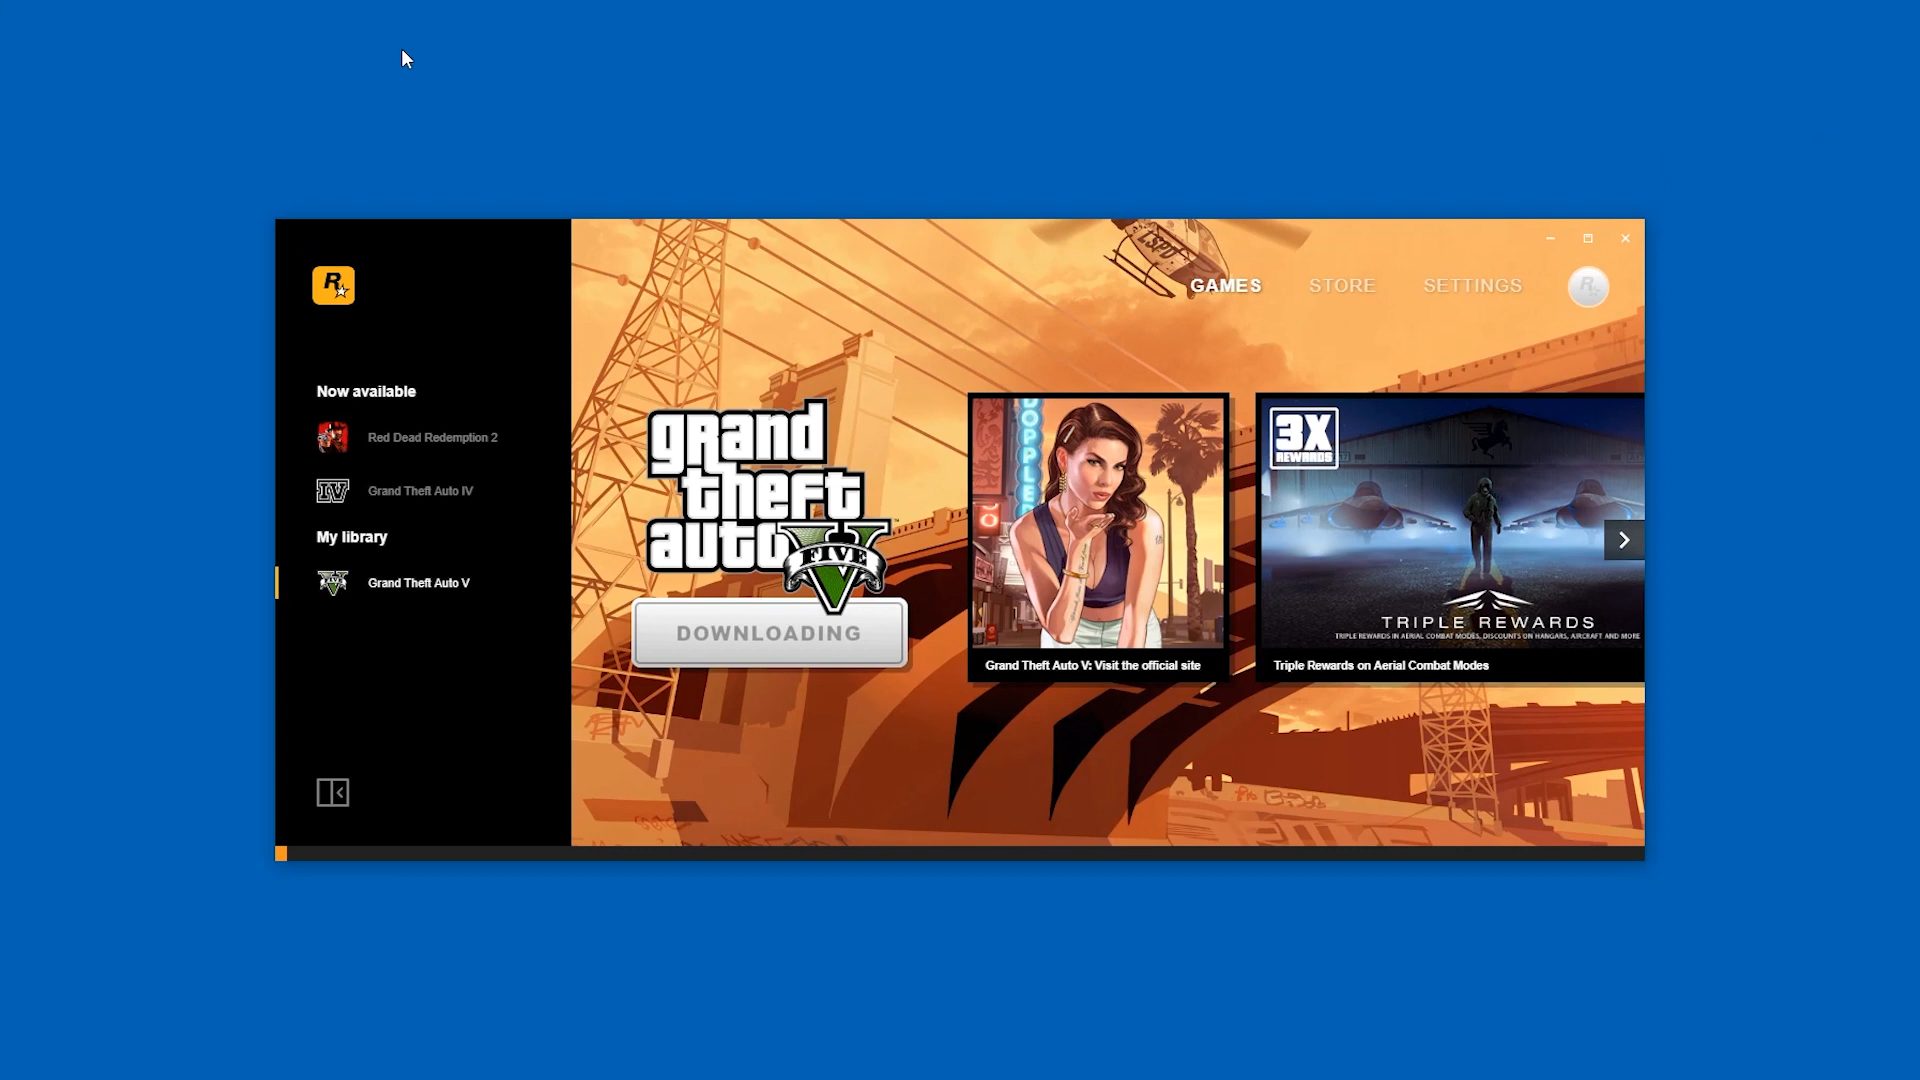 LSPD
GAMES
STORE
SETTINGS
R
Now available
Red Dead Redemption 2
IV
Grand Theft Auto IV
My library
Grand Theft Auto V
grand
theft
auto V
FIVE
DOWNLOADING
DOPPLE
Grand Theft Auto V: Visit the official site
3X
REWARDS
TRIPLE REWARDS
TRIPLE REWARDS IN AERIAL COMBAT MODES, DISCOUNTS ON HANGARS, AIRCRAFT AND MORE
Triple Rewards on Aerial Combat Modes